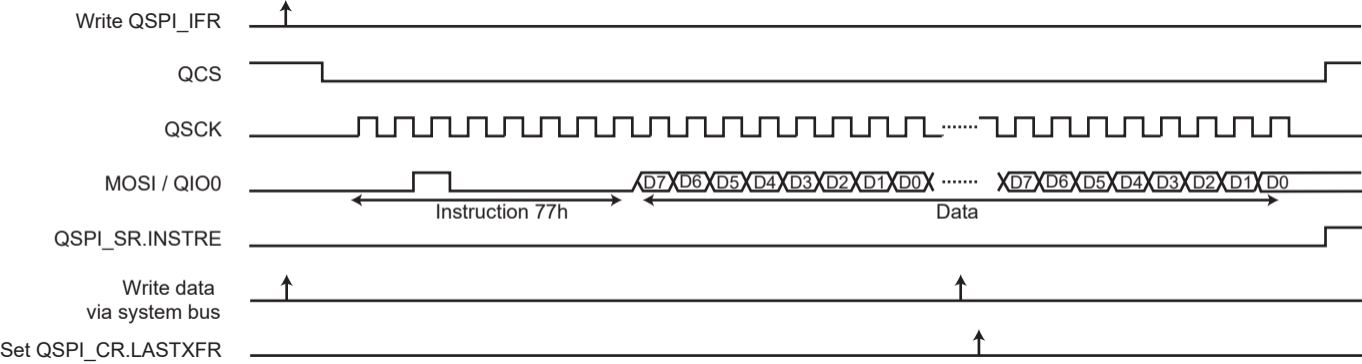 Write QSPI_IFR
QCS
QSCK
MOSI / QIO0
D7 D6 D5 D4 D3 D2 D1 D0 D7 D6 D5 D4 D3 D2 D1 D0
Instruction 77h
Data
QSPI_SR.INSTRE
Write data
via system bus
Set QSPI_CR.LASTXFR